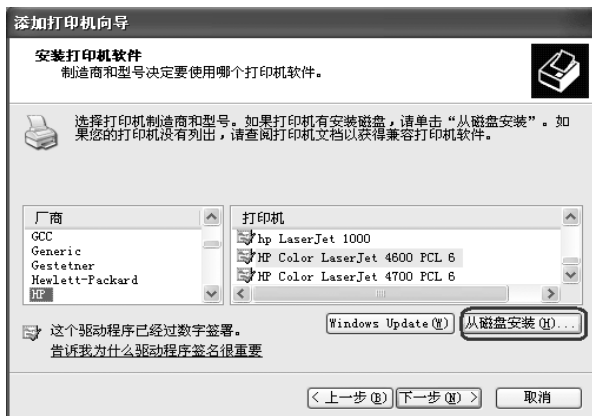 添加打印机向导
安装打印机软件
制造商和型号决定要使用哪个打印机软件。
选择打印机制造商和型号。如果打印机有安装磁盘，请单击“从磁盘安装”。如
果您的打印机没有列出，请查阅打印机文档以获得兼容打印机软件。
厂商
GCC
Generic
Gestetner
Hewlett-Packard
HP
打印机
hp LaserJet 1000
HP Color LaserJet 4600 PCL 6
HP Color LaserJet 4700 PCL 6
这个驱动程序已经过数字签署。
告诉我为什么驱动程序签名很重要
Windows Update(W)
从磁盘安装(H)...
< 上一步(B)
下一步(N) >
取消